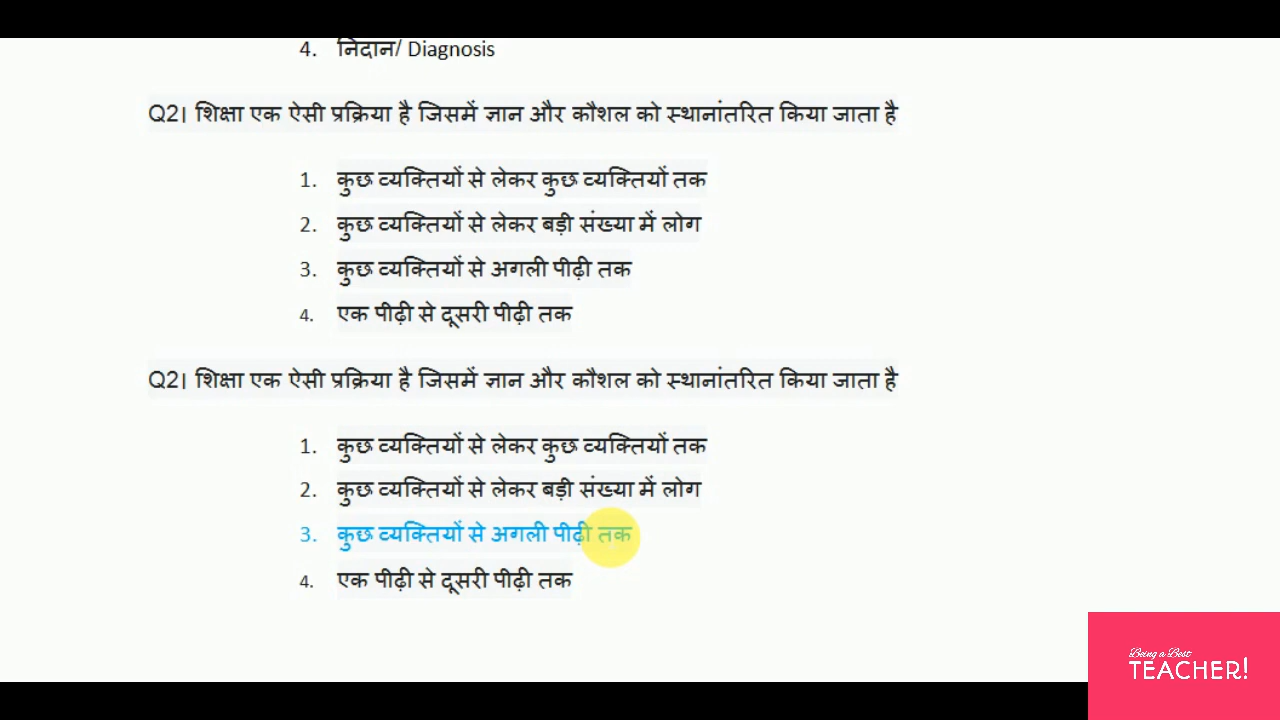 4. निदान/ Diagnosis
Q2। शिक्षा एक ऐसी प्रक्रिया है जिसमें ज्ञान और कौशल को स्थानांतरित किया जाता है
1. कुछ व्यक्तियों से लेकर कुछ व्यक्तियों तक
2. कुछ व्यक्तियों से लेकर बड़ी संख्या में लोग
3. कुछ व्यक्तियों से अगली पीढ़ी तक
4. एक पीढ़ी से दूसरी पीढ़ी तक
Q2। शिक्षा एक ऐसी प्रक्रिया है जिसमें ज्ञान और कौशल को स्थानांतरित किया जाता है
1. कुछ व्यक्तियों से लेकर कुछ व्यक्तियों तक
2. कुछ व्यक्तियों से लेकर बड़ी संख्या में लोग
3. कुछ व्यक्तियों से अगली पीढ़ी तक
4. एक पीढ़ी से दूसरी पीढ़ी तक
Being a Best
TEACHER!